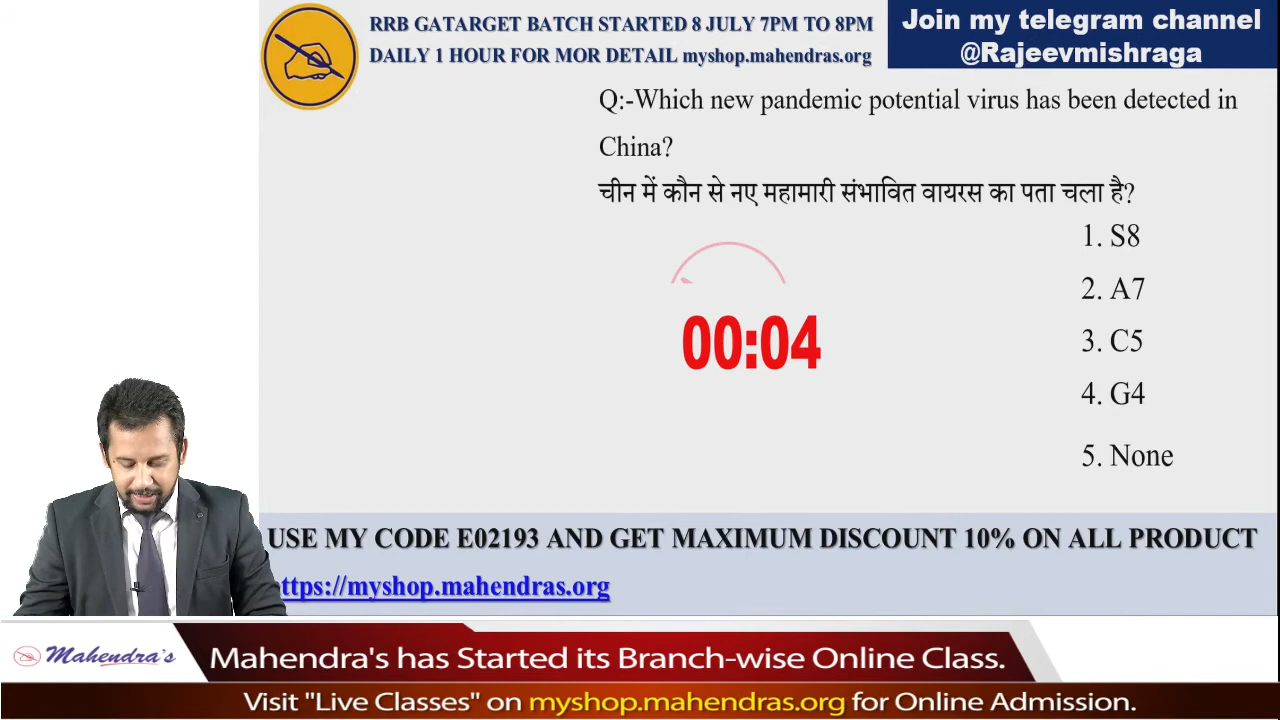 RRB GATARGET BATCH STARTED 8 JULY 7PM TO 8PM
DAILY 1 HOUR FOR MOR DETAIL myshop.mahendras.org
Join my telegram channel
@Rajeevmishraga
Q:-Which new pandemic potential virus has been detected in
China?
चीन में कौन से नए महामारी संभावित वायरस का पता चला है?
1. S8
2. A7
3. C5
4. G4
5. None
00:04
USE MY CODE E02193 AND GET MAXIMUM DISCOUNT 10% ON ALL PRODUCT
ttps://myshop.mahendras.org
Mahendra's
Mahendra's has Started its Branch-wise Online Class.
Visit "Live Classes" on myshop.mahendras.org for Online Admission.